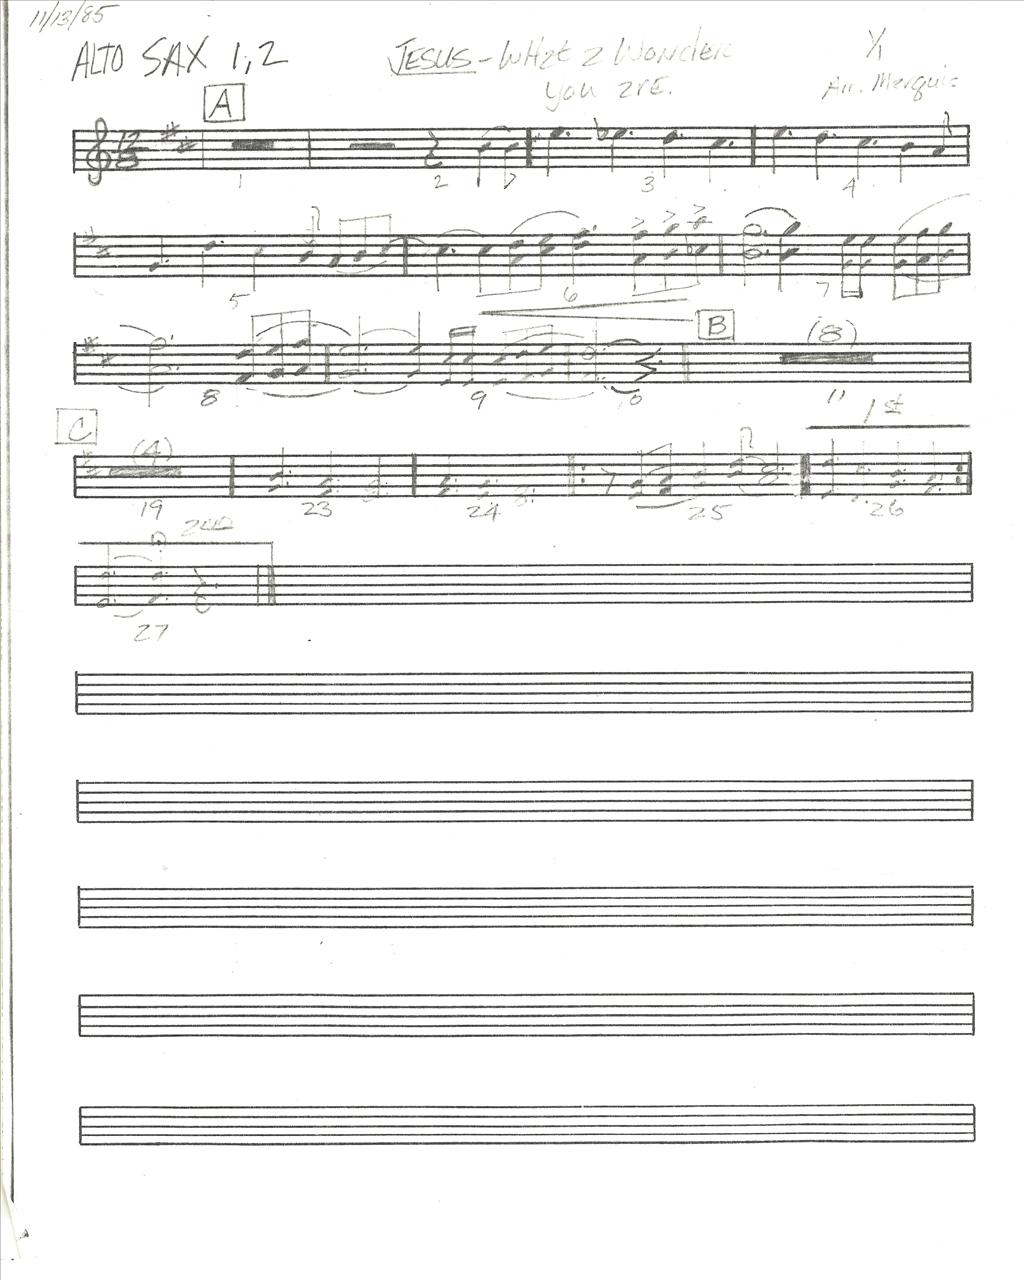 11/13/85
ALTO SAX 1,2 JESUS - WHat a Wonder 1/1
you arE. Arr. Marquis
A
12
8
1 2 3 4
5 6 7
B
(8)
8 9 10 11
C 1st
(4)
19 23 24 25 26
2nd
27